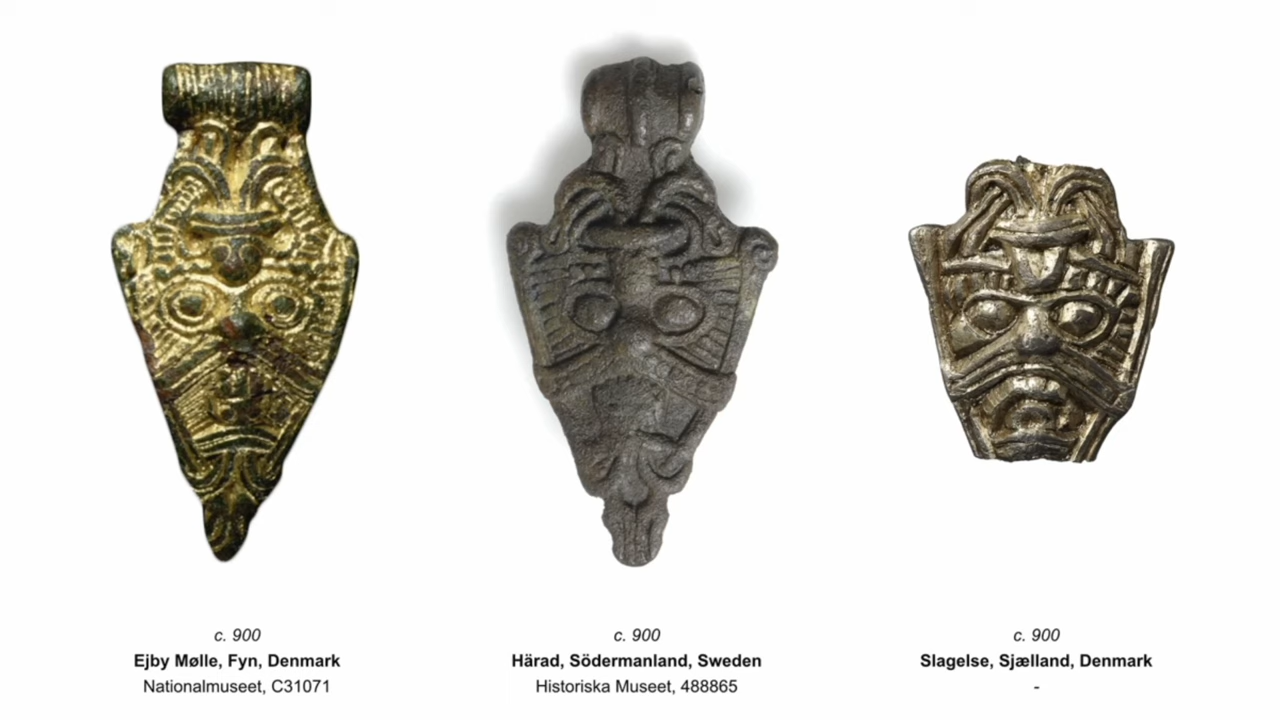 c. 900
Ejby Mølle, Fyn, Denmark
Nationalmuseet, C31071
c. 900
Härad, Södermanland, Sweden
Historiska Museet, 488865
c. 900
Slagelse, Sjælland, Denmark
-